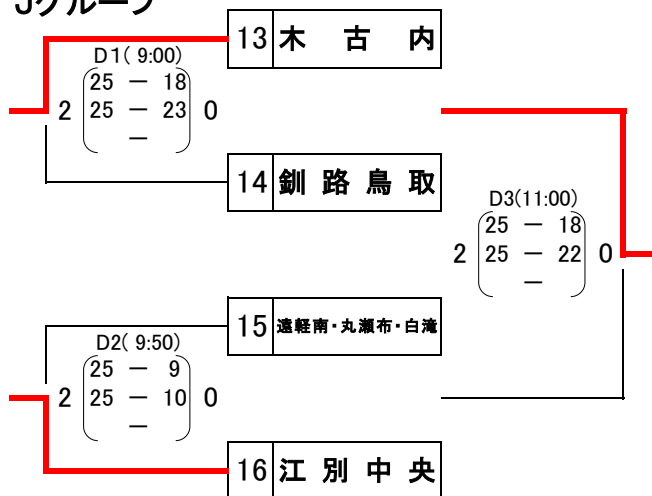 Jグループ
13 木古内
D1( 9:00)
25 － 18
2 25 － 23 0
－
14 釧路鳥取
D3(11:00)
25 － 18
2 25 － 22 0
－
15 遠軽南・丸瀬布・白滝
D2( 9:50)
25 － 9
2 25 － 10 0
－
16 江別中央